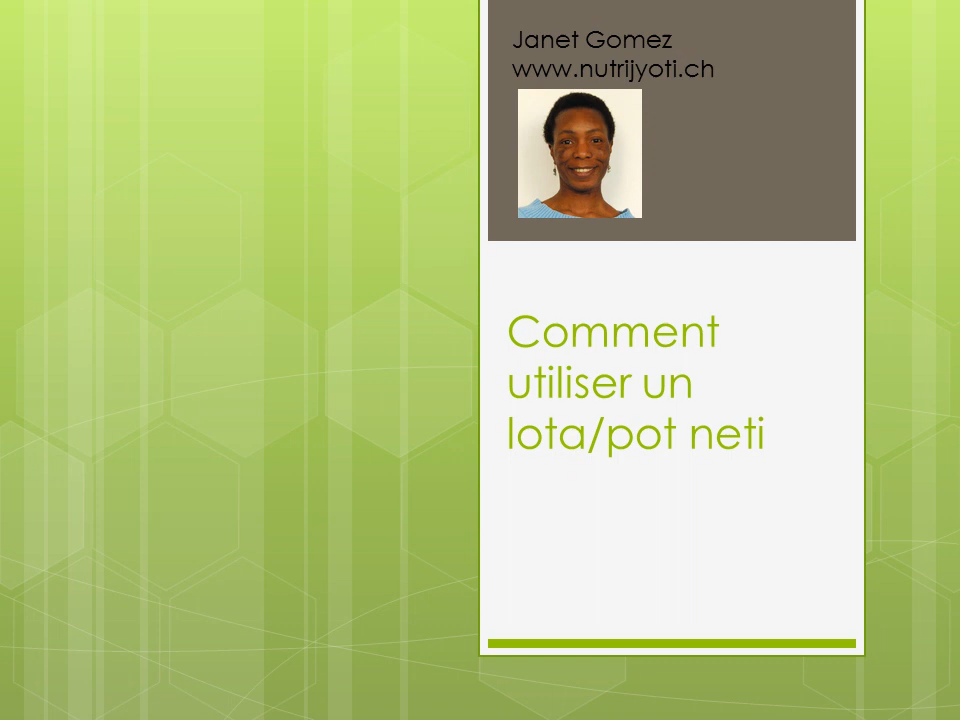 Janet Gomez
www.nutrijyoti.ch
Comment
utiliser un
lota/pot neti